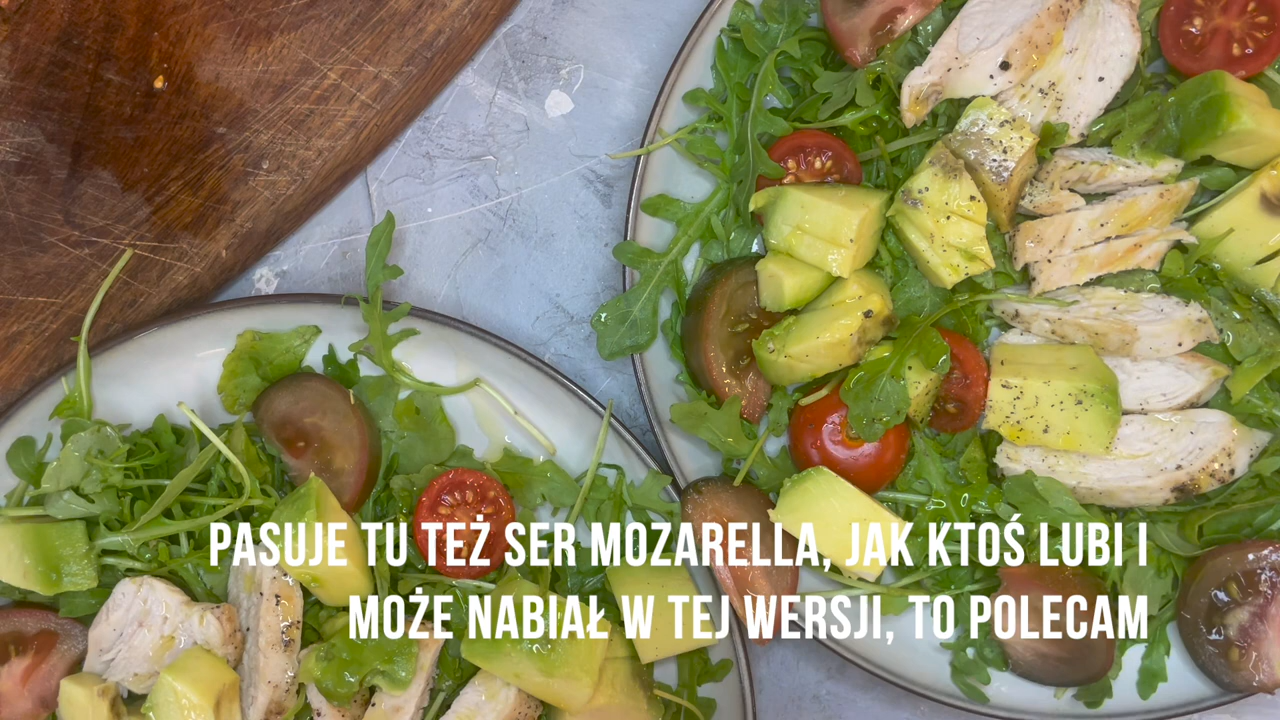 PASUJE TU TEŻ SER MOZARELLA, JAK KTOŚ LUBI I
MOŻE NABIAŁ W TEJ WERSJI, TO POLECAM